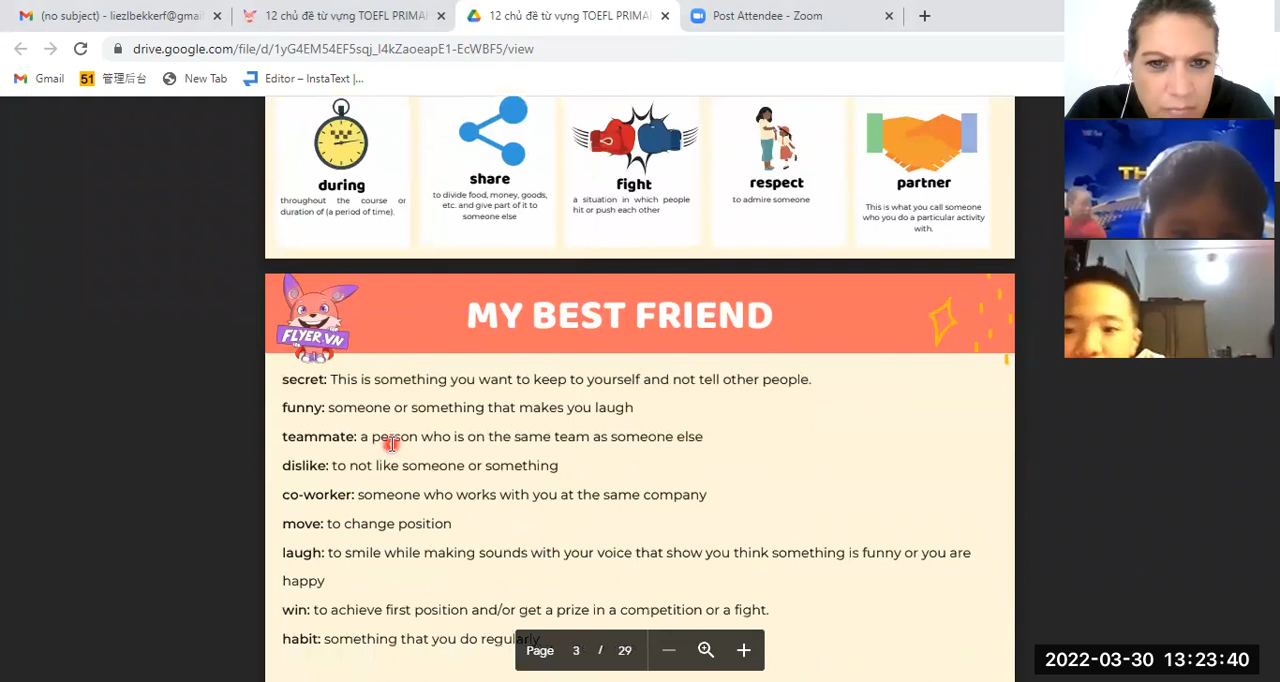 (no subject) - liezlbekkerf@gmai
12 chủ đề từ vựng TOEFL PRIMA
12 chủ đề từ vựng TOEFL PRIMA
Post Attendee - Zoom
drive.google.com/file/d/1yG4EM54EF5sqj_l4kZaoeapE1-EcWBF5/view
Gmail
51 管理后台
New Tab
Editor – InstaText |...
during
throughout the course or
duration of (a period of time).
share
to divide food, money, goods,
etc. and give part of it to
someone else
fight
a situation in which people
hit or push each other
respect
to admire someone
partner
This is what you call someone
who you do a particular activity
with.
TH
FLYER.VN
MY BEST FRIEND
secret: This is something you want to keep to yourself and not tell other people.
funny: someone or something that makes you laugh
teammate: a person who is on the same team as someone else
dislike: to not like someone or something
co-worker: someone who works with you at the same company
move: to change position
laugh: to smile while making sounds with your voice that show you think something is funny or you are
happy
win: to achieve first position and/or get a prize in a competition or a fight.
habit: something that you do regularly
Page 3 / 29
2022-03-30 13:23:40